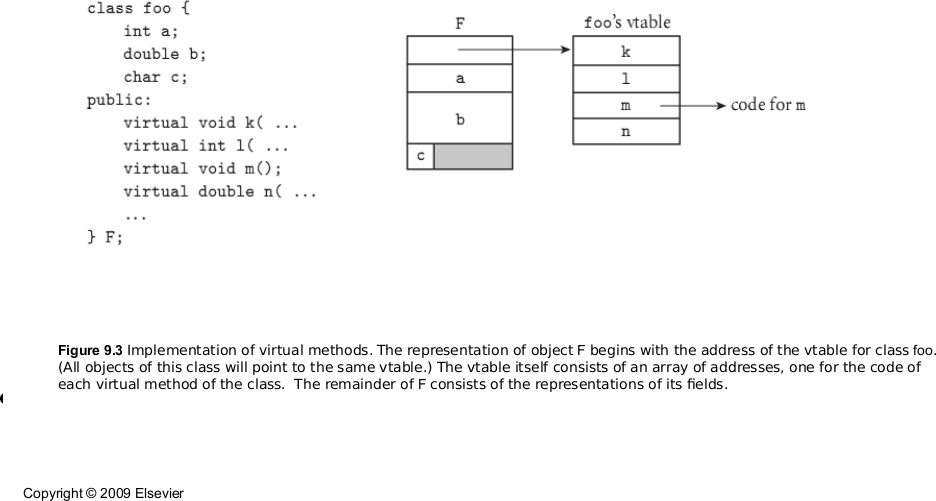 class foo {
int a;
double b;
char c;
public:
virtual void k( ...
virtual int l( ...
virtual void m();
virtual double n( ...
...
} F;
F
a
b
c
foo's vtable
k
l
m
n
code for m
Figure 9.3 Implementation of virtual methods. The representation of object F begins with the address of the vtable for class foo.
(All objects of this class will point to the same vtable.) The vtable itself consists of an array of addresses, one for the code of
each virtual method of the class. The remainder of F consists of the representations of its fields.
Copyright © 2009 Elsevier